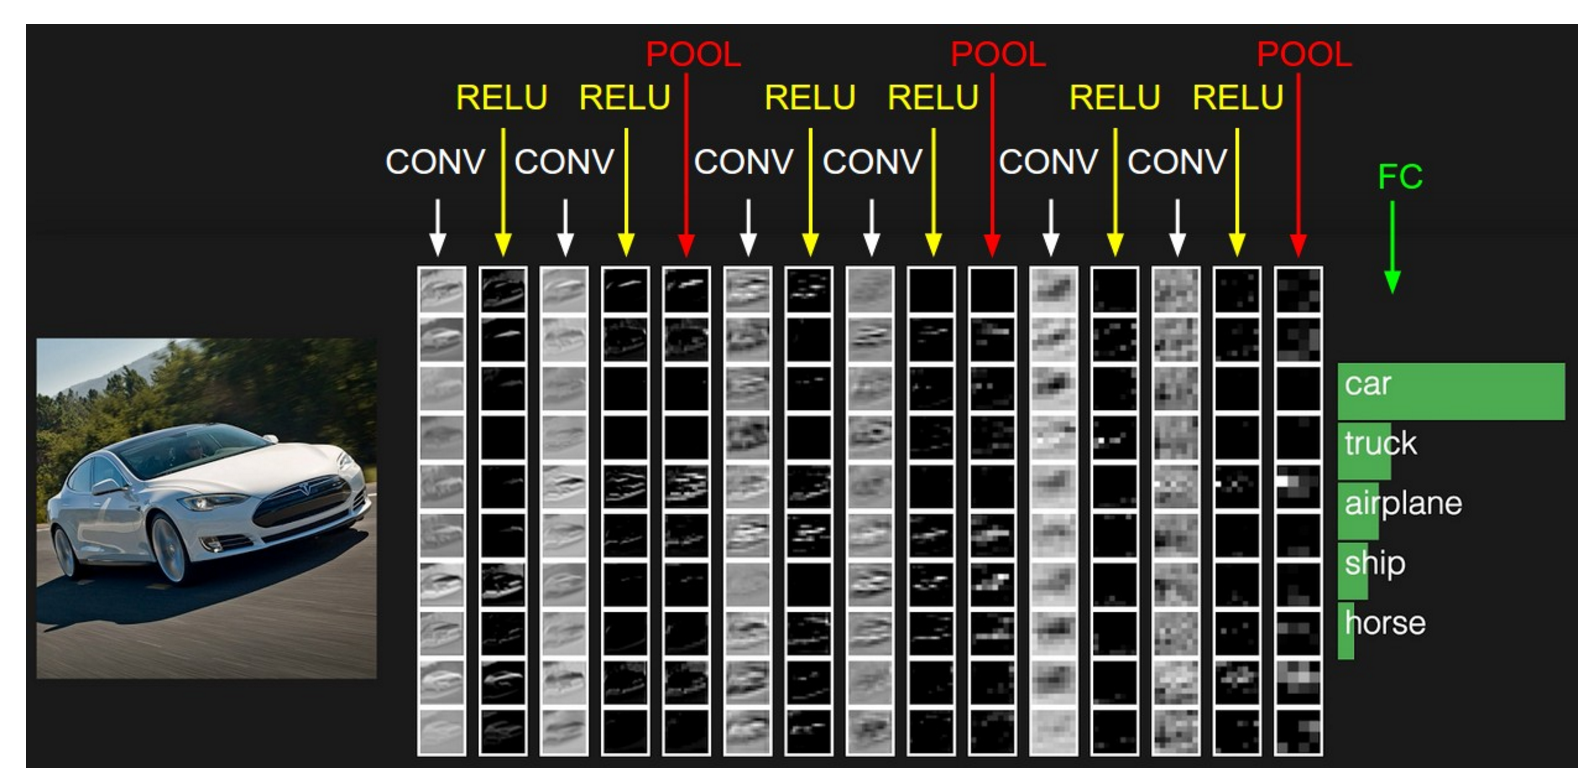 POOL POOL POOL
RELU RELU RELU RELU RELU RELU
CONV CONV CONV CONV CONV CONV
FC
car
truck
airplane
ship
horse